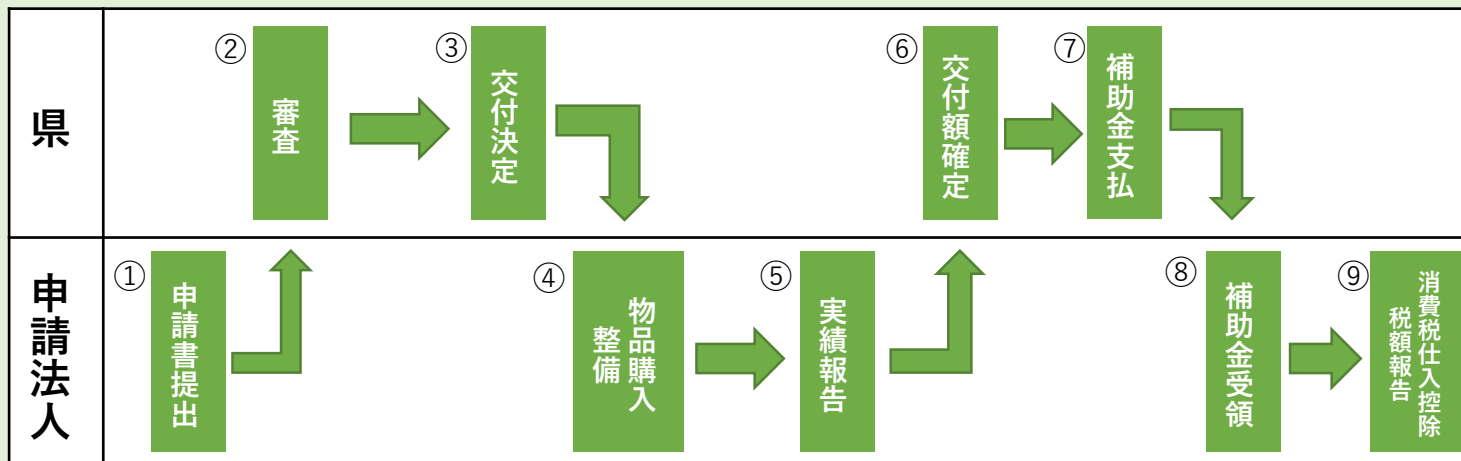 県
②
審査
③
交付決定
⑥
交付額確定
⑦
補助金支払
申請法人
①
申請書提出
④
物品購入
整備
⑤
実績報告
⑧
補助金受領
⑨
消費税仕入控除
税額報告